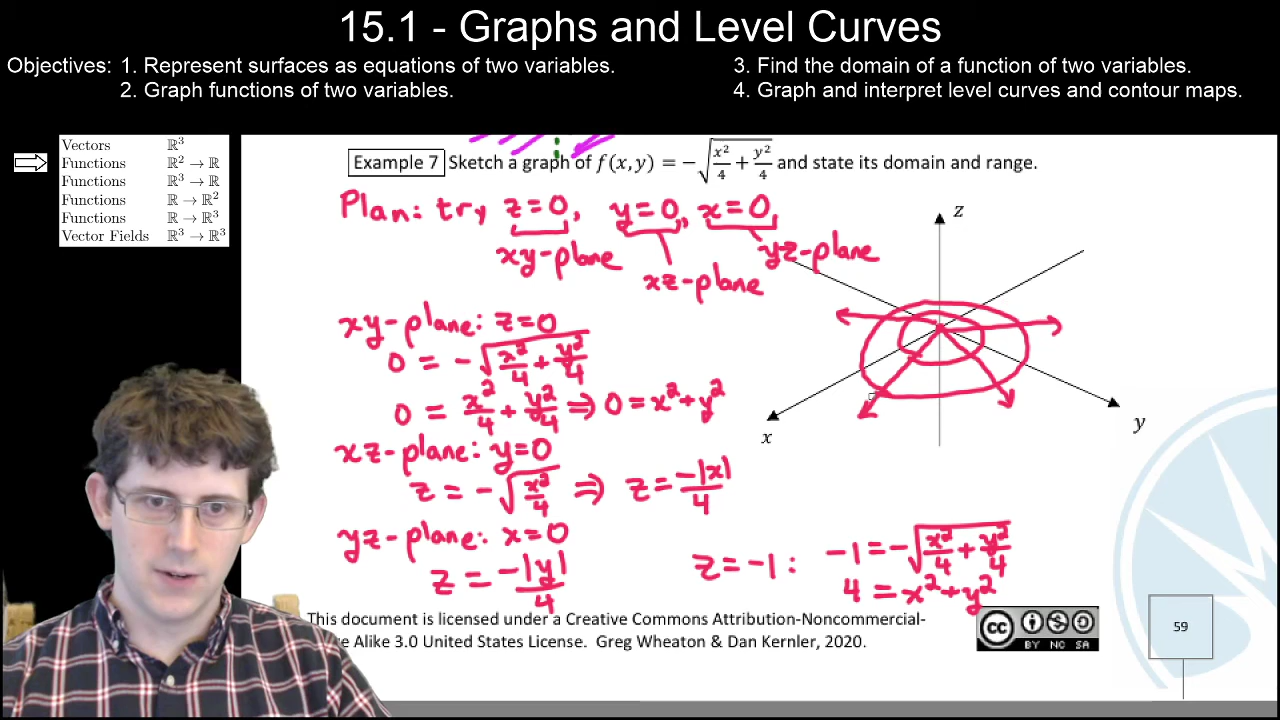 15.1 - Graphs and Level Curves
Objectives: 1. Represent surfaces as equations of two variables.
2. Graph functions of two variables.
3. Find the domain of a function of two variables.
4. Graph and interpret level curves and contour maps.
Vectors ℝ³
Functions ℝ² → ℝ
Functions ℝ³ → ℝ
Functions ℝ → ℝ²
Functions ℝ → ℝ³
Vector Fields ℝ³ → ℝ³
Example 7 Sketch a graph of f(x, y) = −√(x²/4 + y²/4) and state its domain and range.
Plan: try z=0, y=0, x=0,
xy-plane
xz-plane
yz-plane
z
x
y
xy-plane: z=0
0 = −√(x²/4 + y²/4)
0 = x²/4 + y²/4 ⇒ 0 = x²+y²
xz-plane: y=0
z = −√(x²/4) ⇒ z = −|x|/4
yz-plane: x=0
z = −|y|/4
z = −1: −1 = −√(x²/4 + y²/4)
4 = x²+y²
This document is licensed under a Creative Commons Attribution-Noncommercial-
e Alike 3.0 United States License. Greg Wheaton & Dan Kernler, 2020.
cc
BY NC SA
59